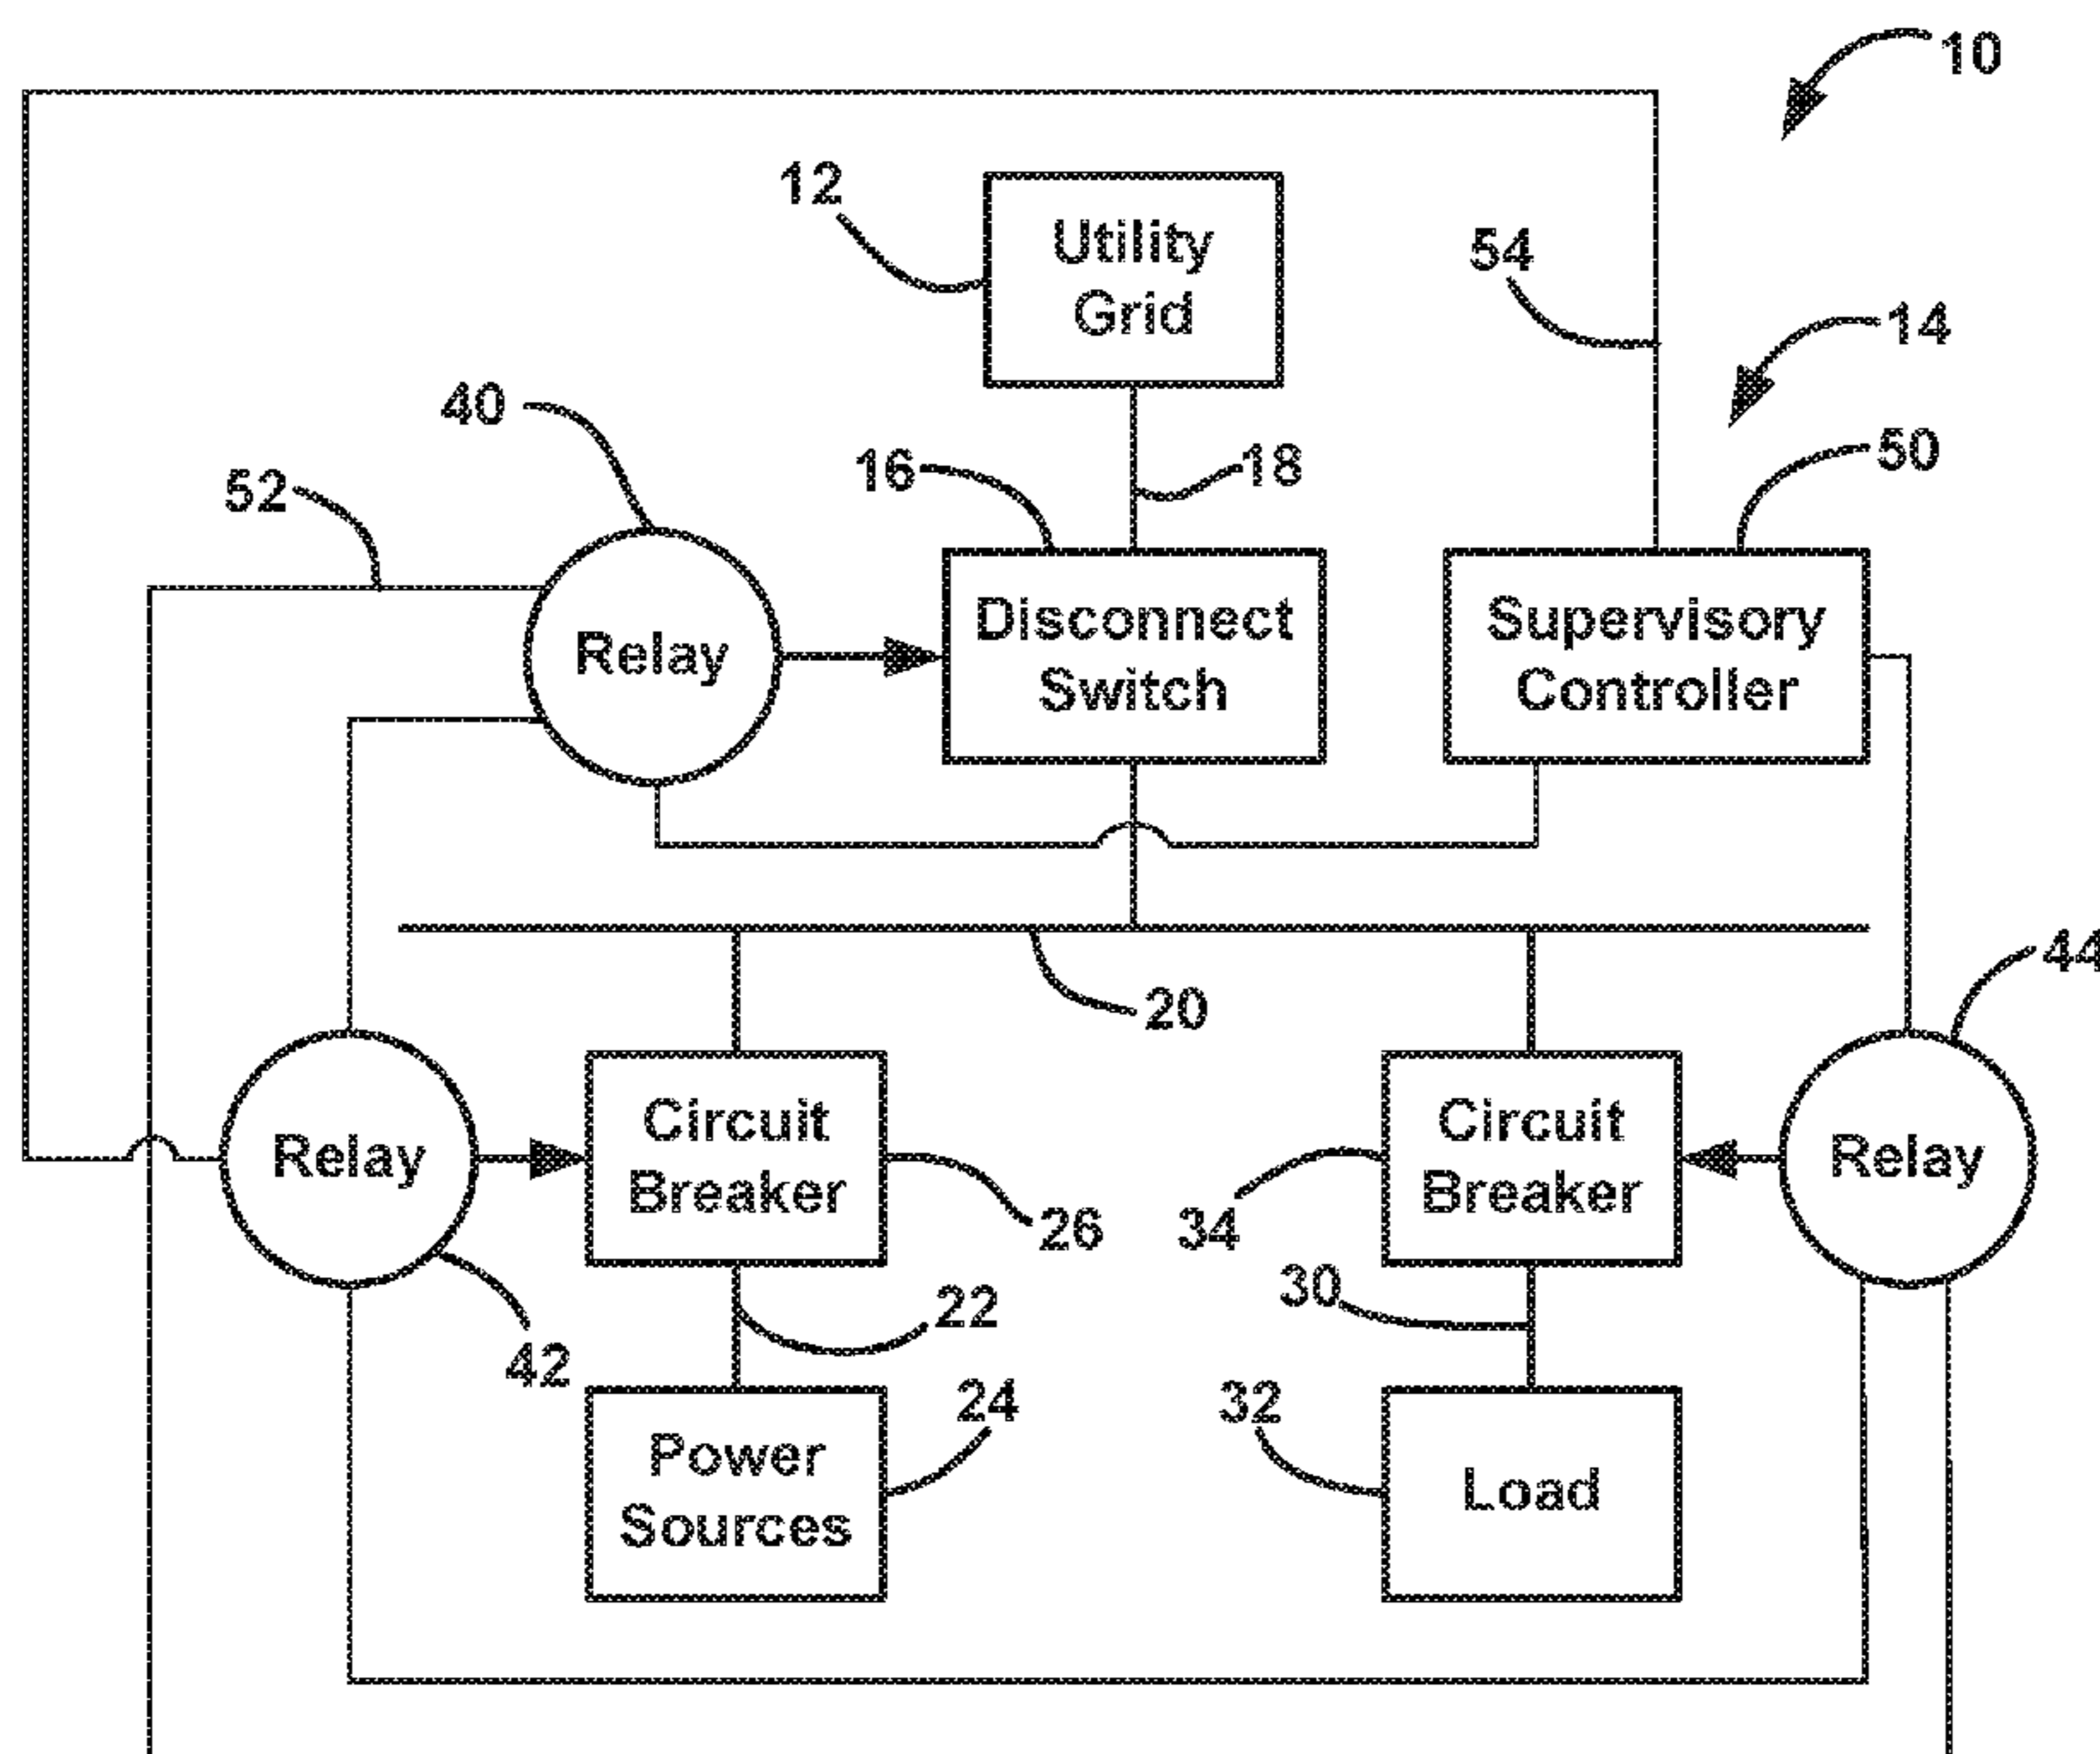 10
12
Utility
Grid
54
14
40
16
18
50
52
Relay
Disconnect
Switch
Supervisory
Controller
44
20
Relay
Circuit
Breaker
26
34
Circuit
Breaker
Relay
22
30
42
24
32
Power
Sources
Load